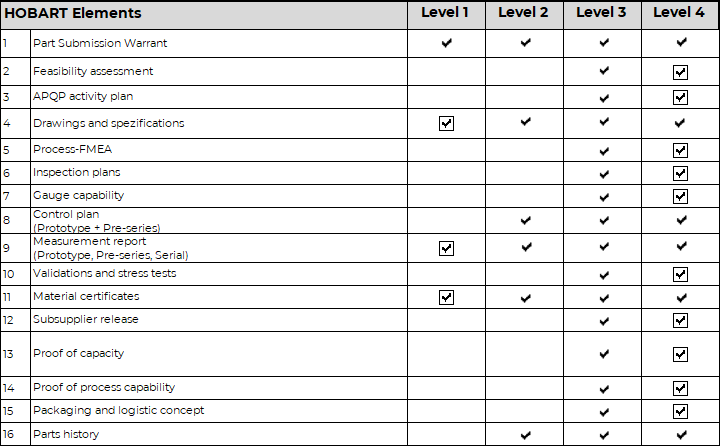 HOBART Elements Level 1 Level 2 Level 3 Level 4
1 Part Submission Warrant ✔ ✔ ✔ ✔
2 Feasibility assessment ✔ ☑
3 APQP activity plan ✔ ☑
4 Drawings and spezifications ☑ ✔ ✔ ✔
5 Process-FMEA ✔ ☑
6 Inspection plans ✔ ☑
7 Gauge capability ✔ ☑
8 Control plan ✔ ✔ ✔
(Prototype + Pre-series)
9 Measurement report ☑ ✔ ✔ ✔
(Prototype, Pre-series, Serial)
10 Validations and stress tests ✔ ☑
11 Material certificates ☑ ✔ ✔ ✔
12 Subsupplier release ✔ ☑
13 Proof of capacity ✔ ☑
14 Proof of process capability ✔ ☑
15 Packaging and logistic concept ✔ ☑
16 Parts history ✔ ✔ ✔